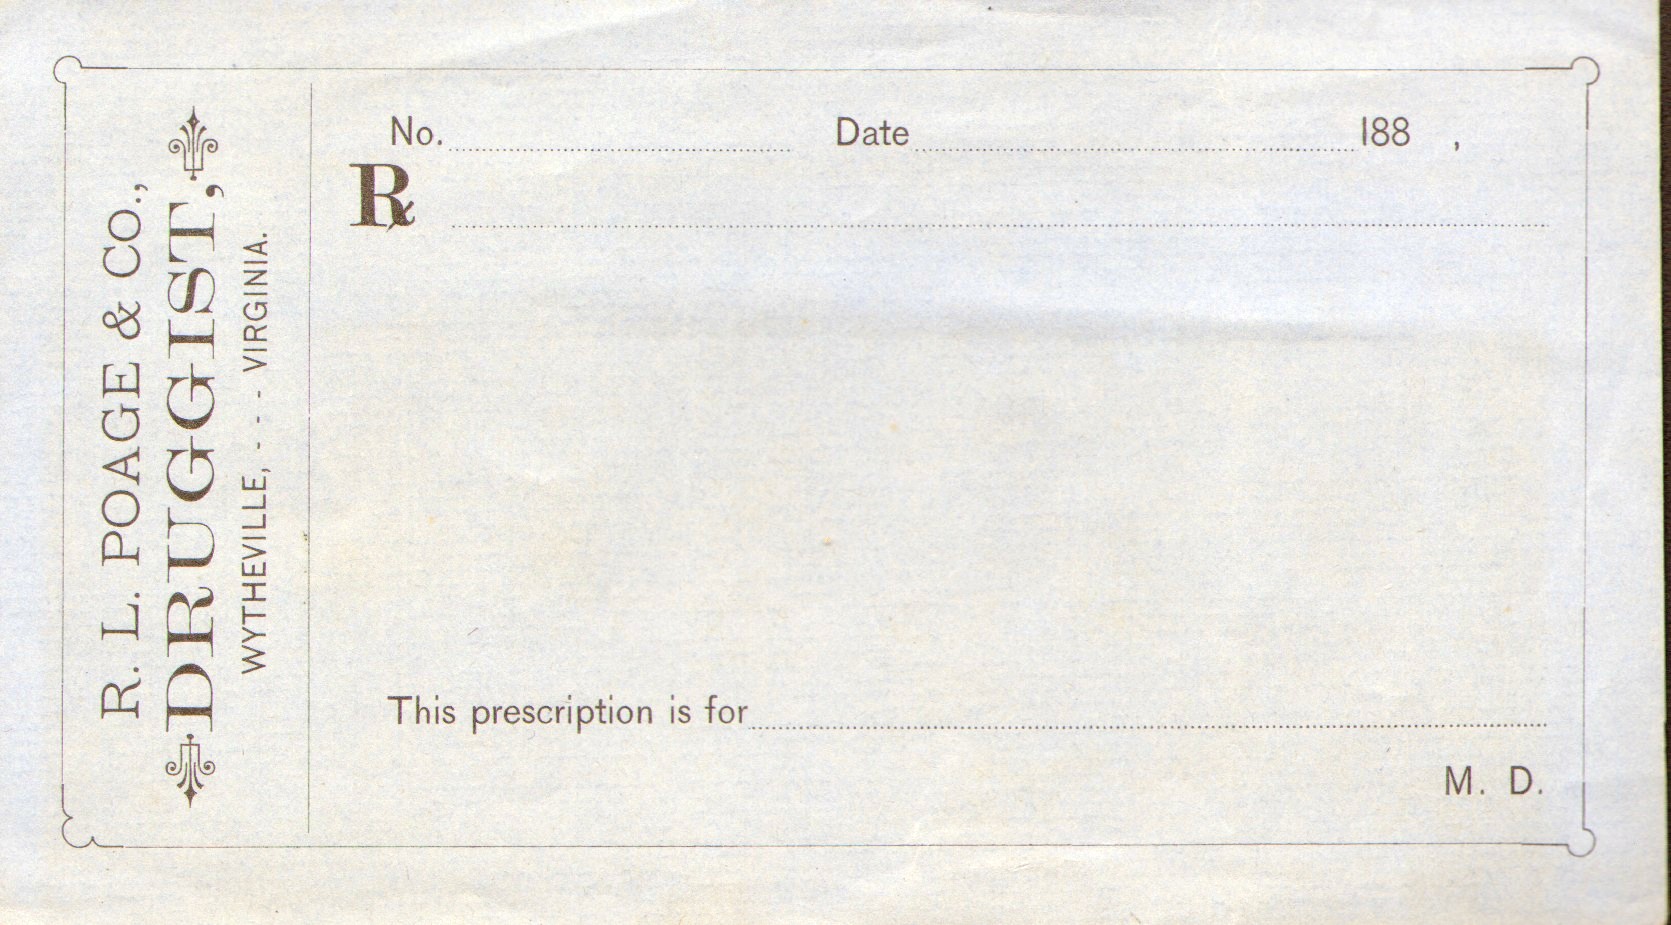 R. L. POAGE & CO.,
DRUGGIST,
WYTHEVILLE, - - - VIRGINIA.
No. Date 188 ,
℞
This prescription is for
M. D.